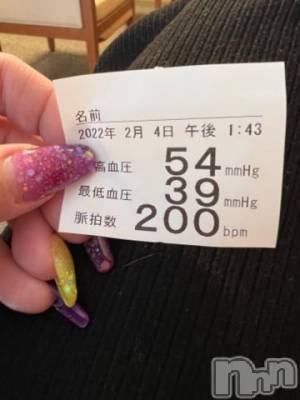 名前
2022年 2月 4日 午後 1:43
高血圧 54 mmHg
最低血圧 39 mmHg
脈拍数 200 bpm